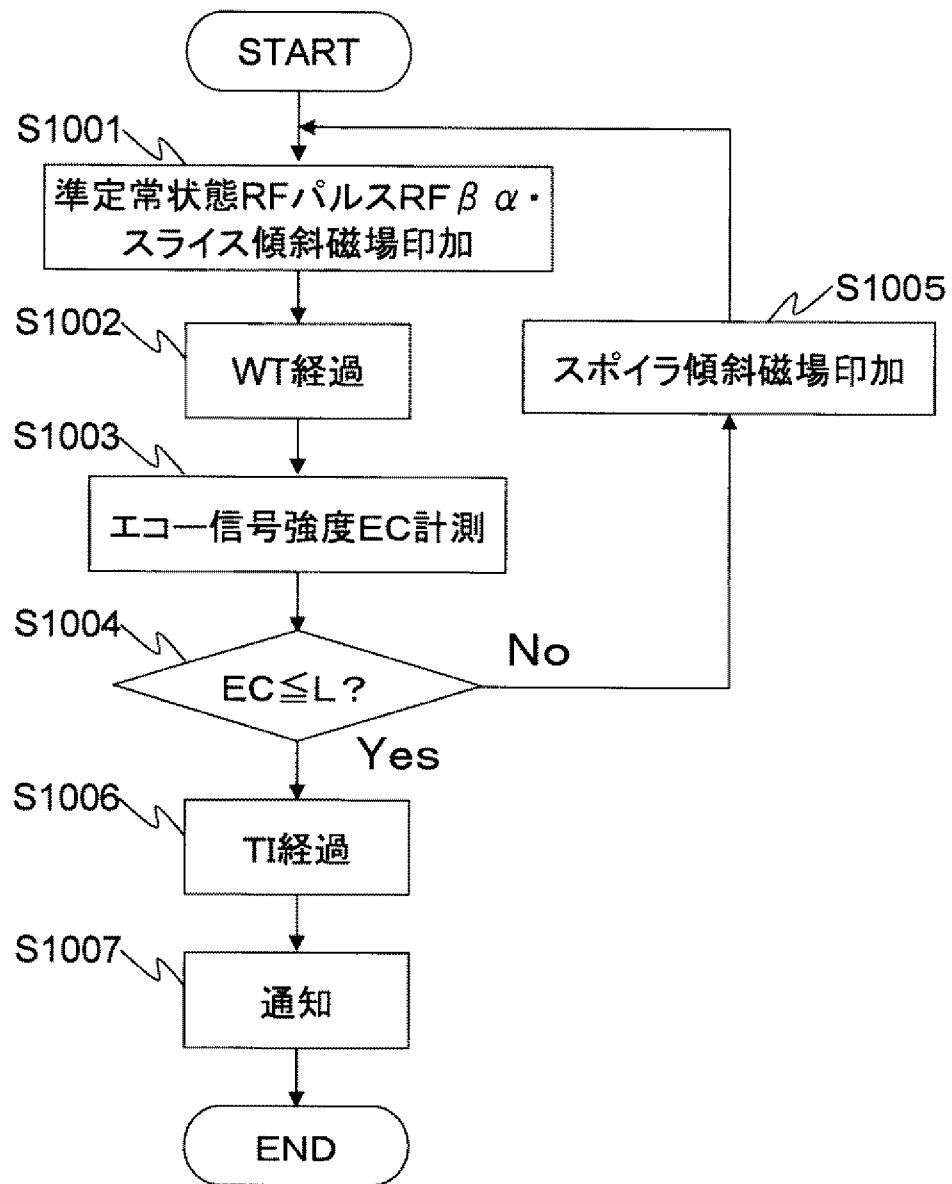 START
S1001
準定常状態RFパルスRFβ α・
スライス傾斜磁場印加
S1002
WT経過
S1005
スポイラ傾斜磁場印加
S1003
エコー信号強度EC計測
S1004
EC≦L?
No
Yes
S1006
TI経過
S1007
通知
END